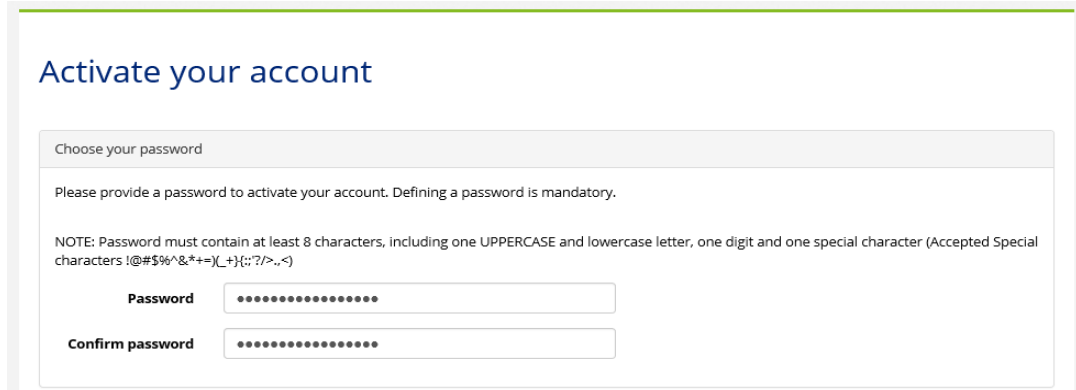 Activate your account
Choose your password
Please provide a password to activate your account. Defining a password is mandatory.
NOTE: Password must contain at least 8 characters, including one UPPERCASE and lowercase letter, one digit and one special character (Accepted Special
characters !@#$%^&*+=)(_+}{:;'?/>.,<)
Password •••••••••••••••••
Confirm password •••••••••••••••••